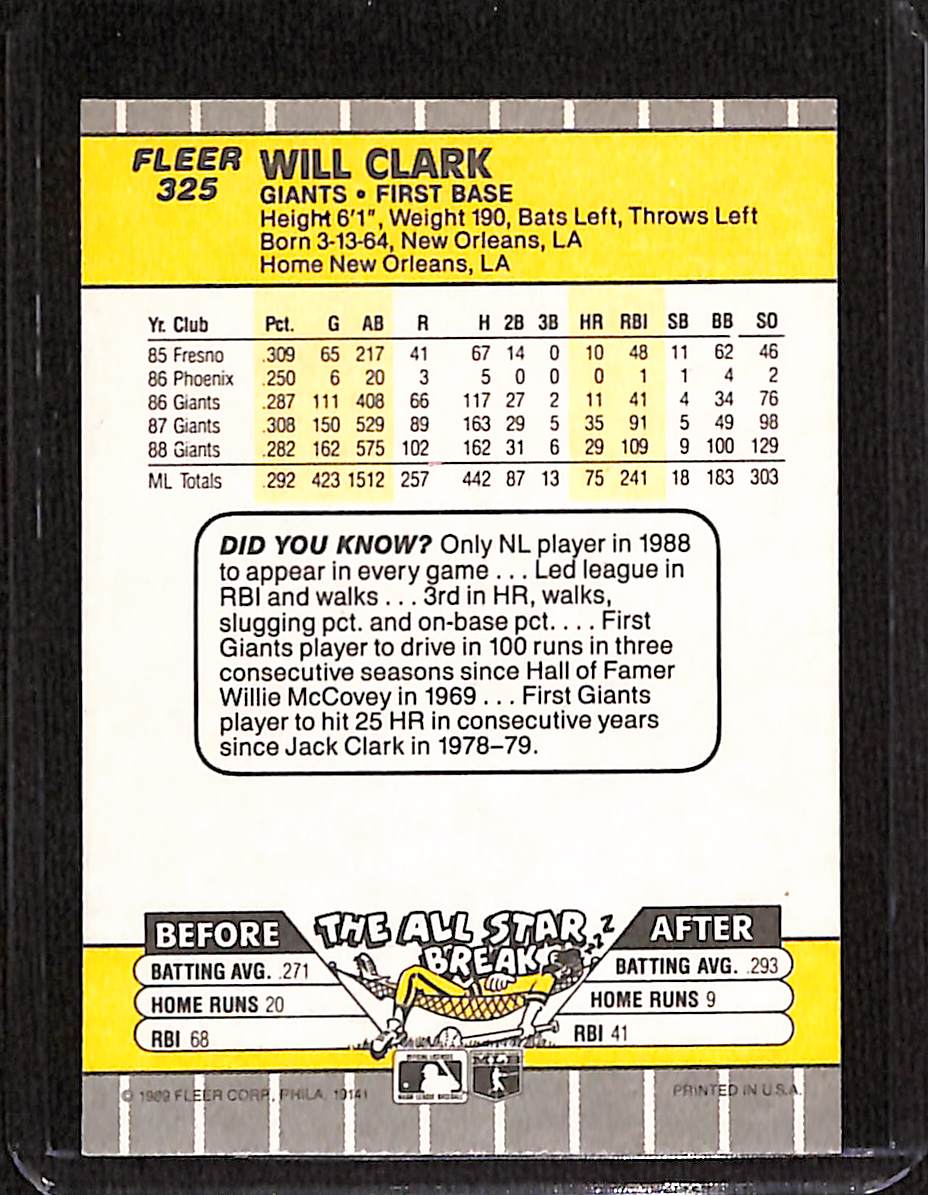 FLEER WILL CLARK
325
GIANTS • FIRST BASE
Height 6'1", Weight 190, Bats Left, Throws Left
Born 3-13-64, New Orleans, LA
Home New Orleans, LA
Yr. Club Pct. G AB R H 2B 3B HR RBI SB BB SO
85 Fresno .309 65 217 41 67 14 0 10 48 11 62 46
86 Phoenix .250 6 20 3 5 0 0 0 1 1 4 2
86 Giants .287 111 408 66 117 27 2 11 41 4 34 76
87 Giants .308 150 529 89 163 29 5 35 91 5 49 98
88 Giants .282 162 575 102 162 31 6 29 109 9 100 129
ML Totals .292 423 1512 257 442 87 13 75 241 18 183 303
DID YOU KNOW? Only NL player in 1988
to appear in every game . . . Led league in
RBI and walks . . . 3rd in HR, walks,
slugging pct. and on-base pct. . . . First
Giants player to drive in 100 runs in three
consecutive seasons since Hall of Famer
Willie McCovey in 1969 . . . First Giants
player to hit 25 HR in consecutive years
since Jack Clark in 1978–79.
BEFORE THE ALL STAR AFTER
BREAK zzzz
BATTING AVG. .271 BATTING AVG. .293
HOME RUNS 20 HOME RUNS 9
RBI 68 RBI 41
© 1989 FLEER CORP., PHILA. 19141 PRINTED IN U.S.A.